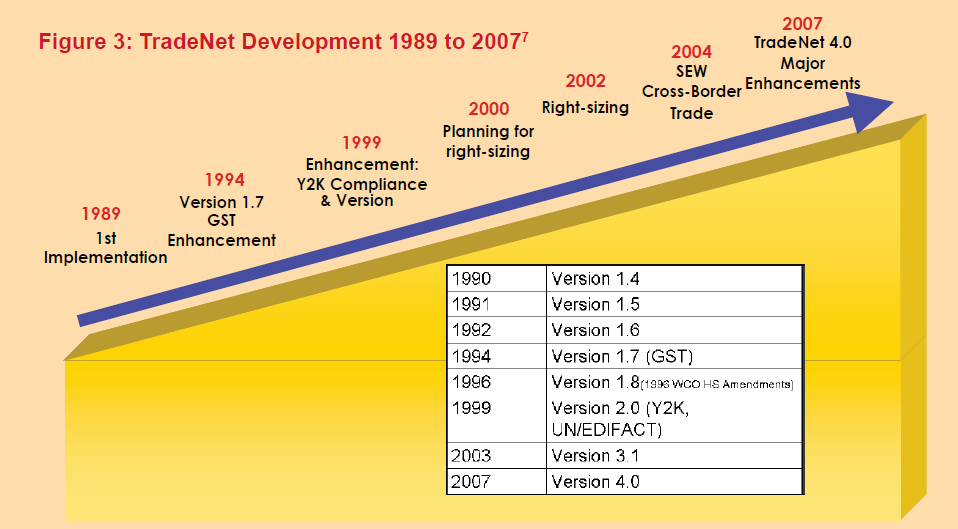 Figure 3: TradeNet Development 1989 to 2007⁷
1989
1st
Implementation
1994
Version 1.7
GST
Enhancement
1999
Enhancement:
Y2K Compliance
& Version
2000
Planning for
right-sizing
2002
Right-sizing
2004
SEW
Cross-Border
Trade
2007
TradeNet 4.0
Major
Enhancements
1990 Version 1.4
1991 Version 1.5
1992 Version 1.6
1994 Version 1.7 (GST)
1996 Version 1.8(1996 WCO HS Amendments)
1999 Version 2.0 (Y2K,
UN/EDIFACT)
2003 Version 3.1
2007 Version 4.0